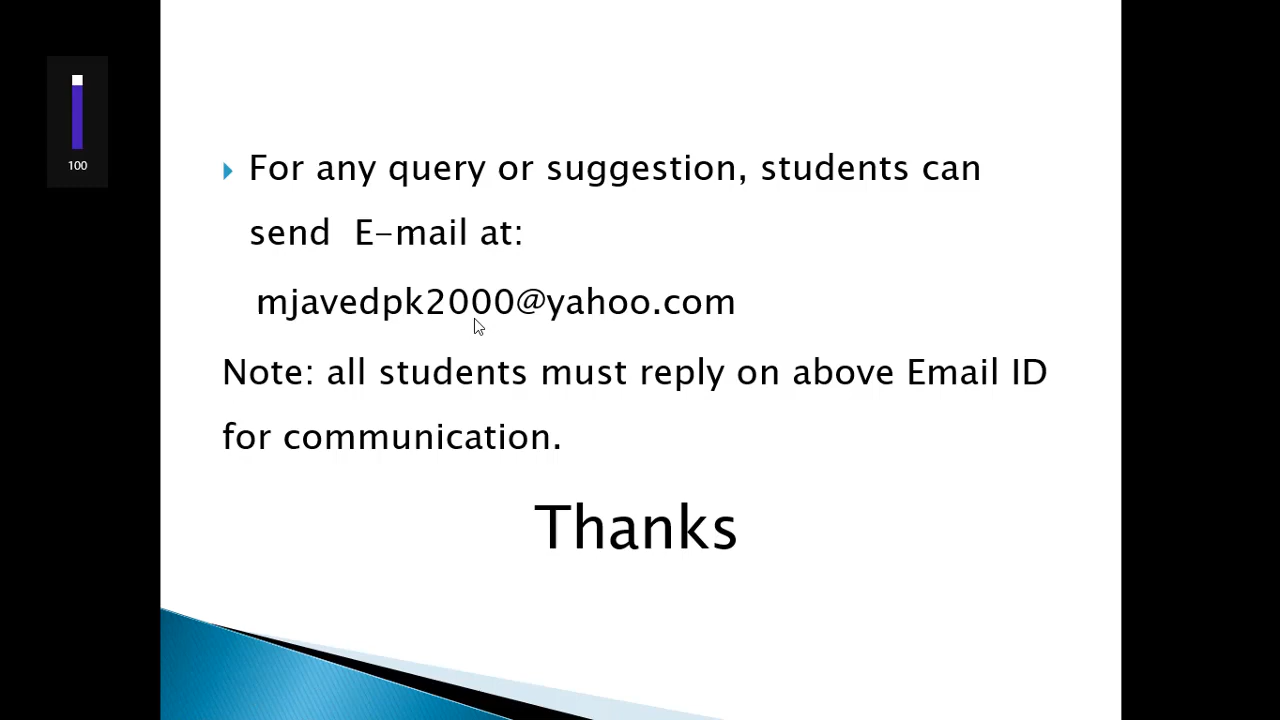 100
For any query or suggestion, students can
send E-mail at:
mjavedpk2000@yahoo.com
Note: all students must reply on above Email ID
for communication.
Thanks